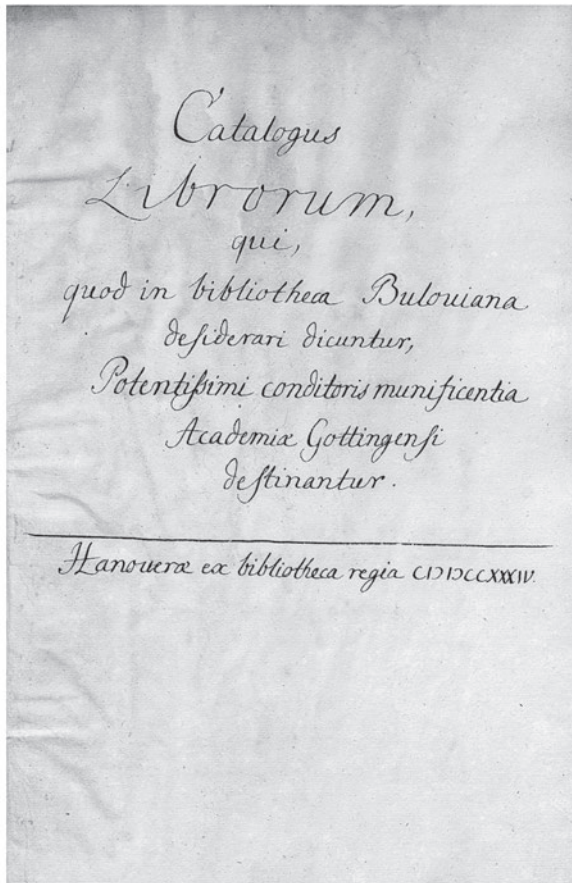 Catalogus
Librorum,
qui,
quod in bibliotheca Bulouiana
desiderari dicuntur,
Potentissimi conditoris munificentia
Academiæ Gottingensi
destinantur.
Hanoueræ ex bibliotheca regia CIƆIƆCCXXXIV.